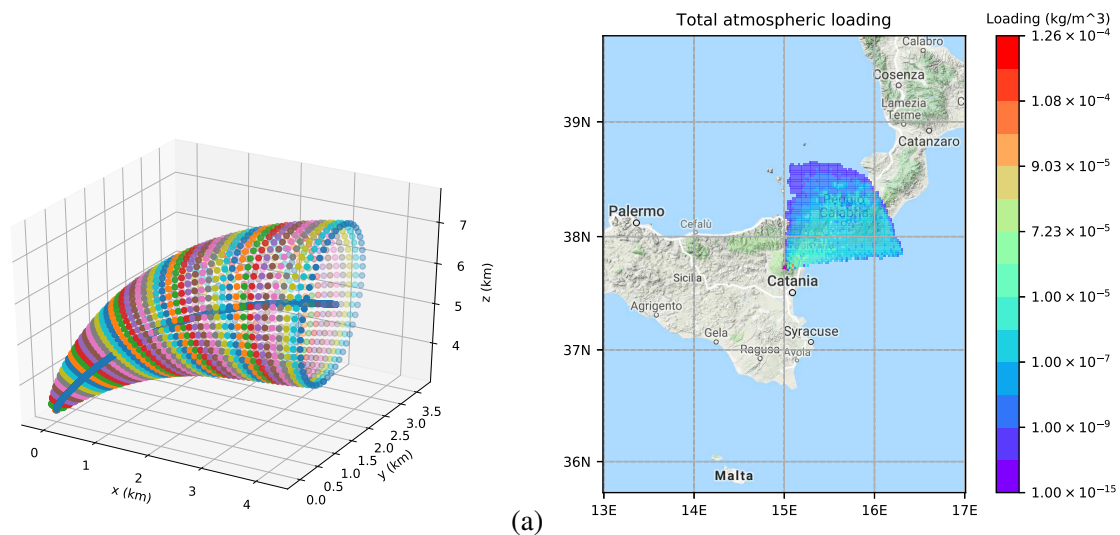 7
6
5
4
z (km)
3.5
3.0
2.5
2.0
1.5
1.0
0.5
0.0
y (km)
0
1
2
3
4
x (km)
(a)
Total atmospheric loading
39N
38N
37N
36N
13E
14E
15E
16E
17E
Calabro
Cosenza
Lamezia
Terme
C
Catanzaro
Calabria
Palermo
Cefalù
Sicilia
Catania
Agrigento
Gela
Syracuse
Ragusa
Avola
Malta
Loading (kg/m^3)
1.26 × 10⁻⁴
1.08 × 10⁻⁴
9.03 × 10⁻⁵
7.23 × 10⁻⁵
1.00 × 10⁻⁵
1.00 × 10⁻⁷
1.00 × 10⁻⁹
1.00 × 10⁻¹⁵